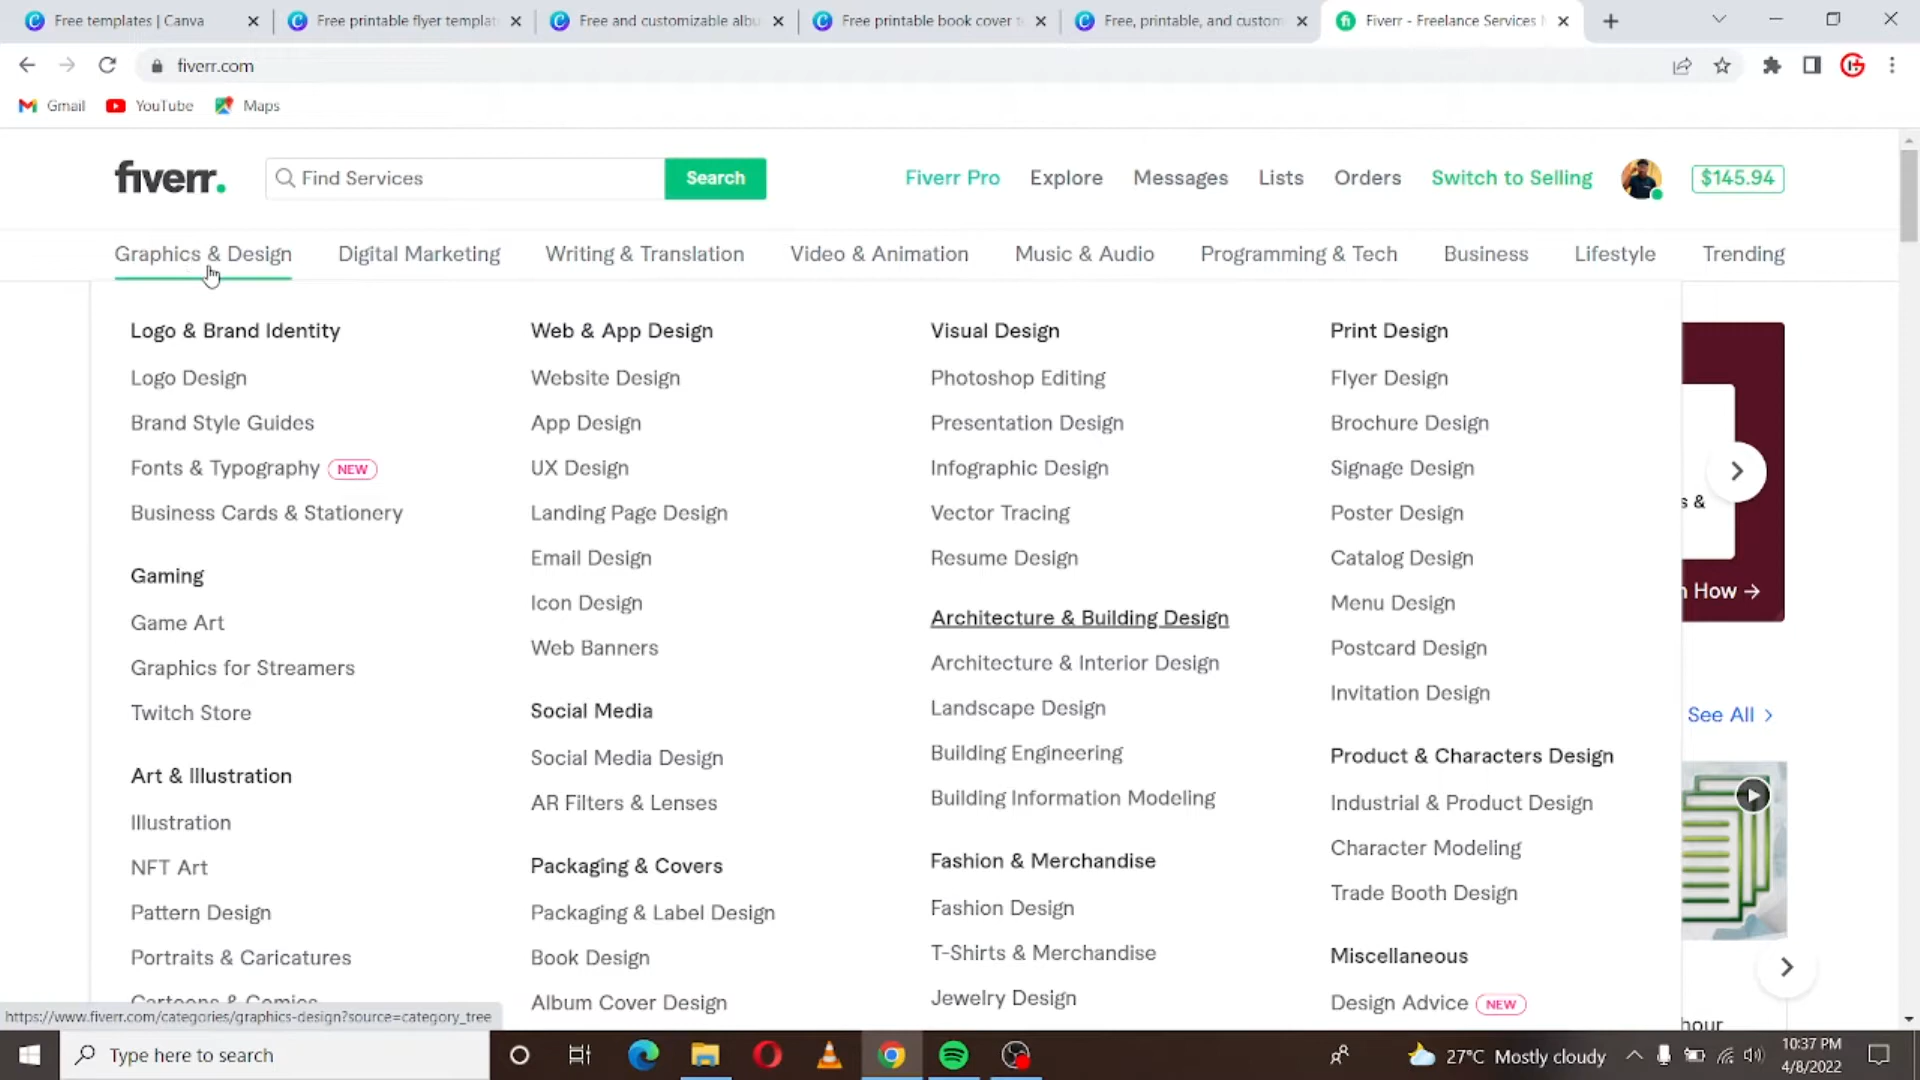 Free templates | Canva
Free printable flyer templat
Free and customizable albu
Free printable book cover t
Free, printable, and custom
Fiverr - Freelance Services
fiverr.com
Gmail
YouTube
Maps
fiverr.
Find Services
Search
Fiverr Pro
Explore
Messages
Lists
Orders
Switch to Selling
$145.94
Graphics & Design
Digital Marketing
Writing & Translation
Video & Animation
Music & Audio
Programming & Tech
Business
Lifestyle
Trending
Logo & Brand Identity
Logo Design
Brand Style Guides
Fonts & Typography NEW
Business Cards & Stationery
Gaming
Game Art
Graphics for Streamers
Twitch Store
Art & Illustration
Illustration
NFT Art
Pattern Design
Portraits & Caricatures
Cartoons & Comics
Web & App Design
Website Design
App Design
UX Design
Landing Page Design
Email Design
Icon Design
Web Banners
Social Media
Social Media Design
AR Filters & Lenses
Packaging & Covers
Packaging & Label Design
Book Design
Album Cover Design
Visual Design
Photoshop Editing
Presentation Design
Infographic Design
Vector Tracing
Resume Design
Architecture & Building Design
Architecture & Interior Design
Landscape Design
Building Engineering
Building Information Modeling
Fashion & Merchandise
Fashion Design
T-Shirts & Merchandise
Jewelry Design
Print Design
Flyer Design
Brochure Design
Signage Design
Poster Design
Catalog Design
Menu Design
Postcard Design
Invitation Design
Product & Characters Design
Industrial & Product Design
Character Modeling
Trade Booth Design
Miscellaneous
Design Advice NEW
s &
n How →
See All >
hour
https://www.fiverr.com/categories/graphics-design?source=category_tree
Type here to search
27°C Mostly cloudy
10:37 PM
4/8/2022